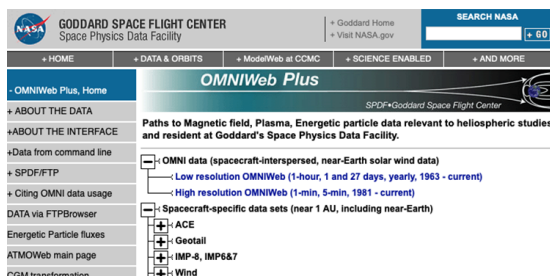 NASA
GODDARD SPACE FLIGHT CENTER
Space Physics Data Facility
+ Goddard Home
+ Visit NASA.gov
SEARCH NASA
+ GO
+ HOME
+ DATA & ORBITS
+ ModelWeb at CCMC
+ SCIENCE ENABLED
+ AND MORE
- OMNIWeb Plus, Home
+ ABOUT THE DATA
+ABOUT THE INTERFACE
+Data from command line
+ SPDF/FTP
+ Citing OMNI data usage
DATA via FTPBrowser
Energetic Particle fluxes
ATMOWeb main page
CGM transformation
OMNIWeb Plus
SPDF•Goddard Space Flight Center
Paths to Magnetic field, Plasma, Energetic particle data relevant to heliospheric studies
and resident at Goddard's Space Physics Data Facility.
OMNI data (spacecraft-interspersed, near-Earth solar wind data)
Low resolution OMNIWeb (1-hour, 1 and 27 days, yearly, 1963 - current)
High resolution OMNIWeb (1-min, 5-min, 1981 - current)
Spacecraft-specific data sets (near 1 AU, including near-Earth)
ACE
Geotail
IMP-8, IMP6&7
Wind